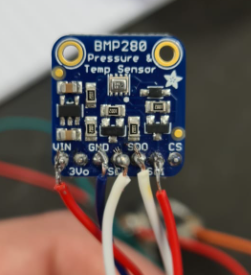 BMP280
Pressure &
Temp Sensor
VIN GND SDO CS
3Vo